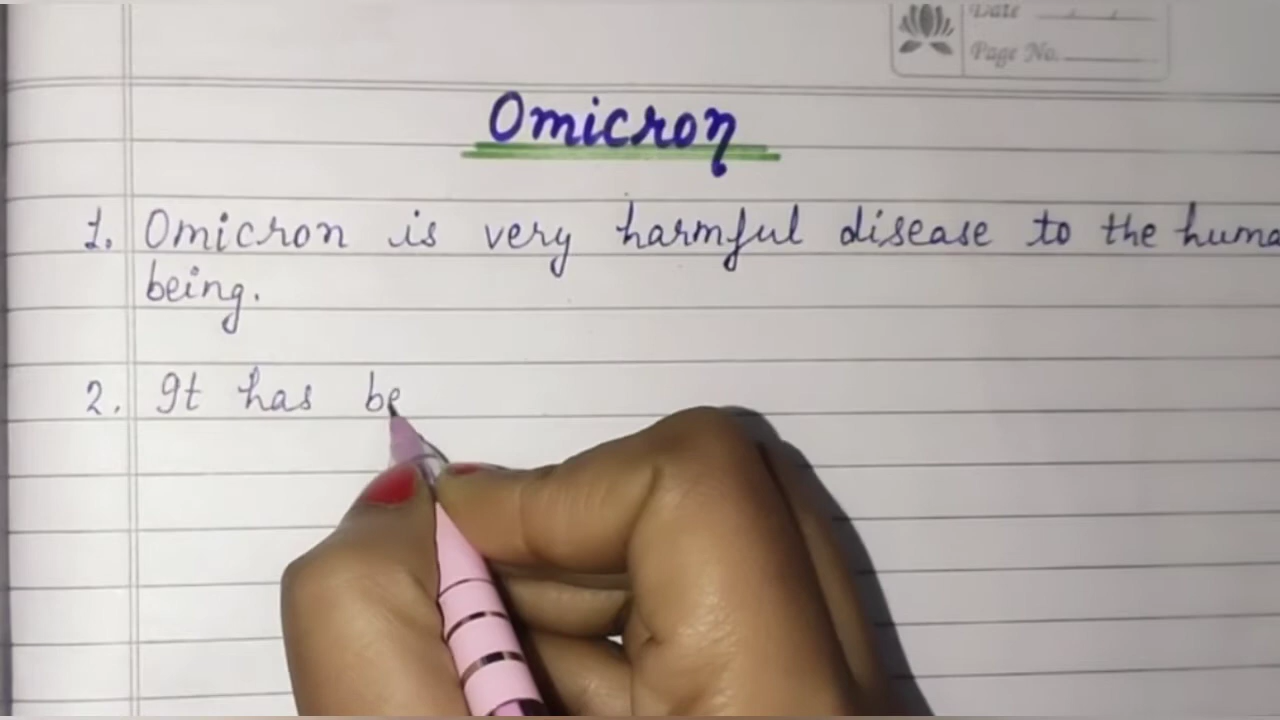 Date
Page No.
Omicron
1. Omicron is very harmful disease to the huma
being.
2. It has be